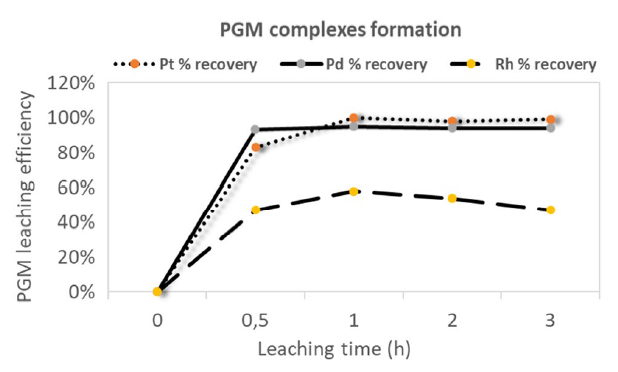 PGM complexes formation
Pt % recovery Pd % recovery Rh % recovery
120%
100%
80%
60%
40%
20%
0%
PGM leaching efficiency
0 0,5 1 2 3
Leaching time (h)